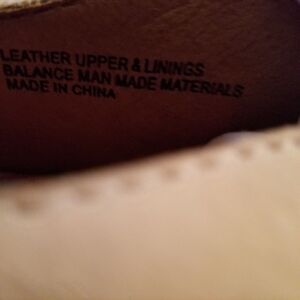 LEATHER UPPER & LININGS
BALANCE MAN MADE MATERIALS
MADE IN CHINA